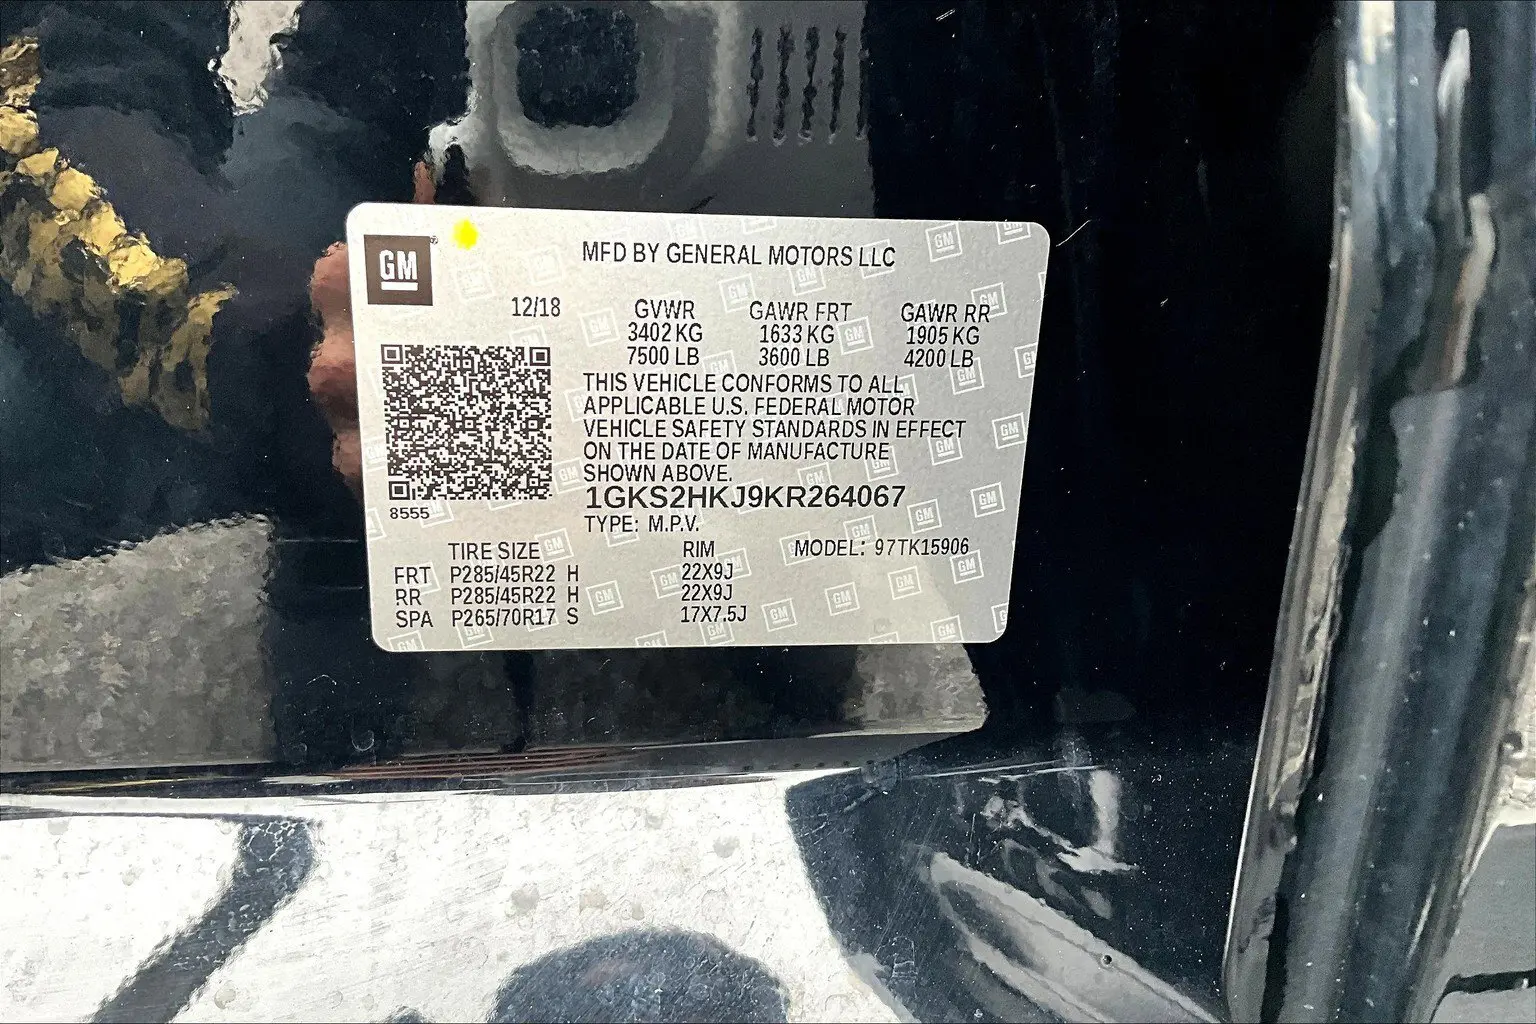 GM
MFD BY GENERAL MOTORS LLC
12/18 GVWR GAWR FRT GAWR RR
3402 KG 1633 KG 1905 KG
7500 LB 3600 LB 4200 LB
THIS VEHICLE CONFORMS TO ALL
APPLICABLE U.S. FEDERAL MOTOR
VEHICLE SAFETY STANDARDS IN EFFECT
ON THE DATE OF MANUFACTURE
SHOWN ABOVE.
1GKS2HKJ9KR264067
8555
TYPE: M.P.V.
TIRE SIZE RIM MODEL: 97TK15906
FRT P285/45R22 H 22X9J
RR P285/45R22 H 22X9J
SPA P265/70R17 S 17X7.5J